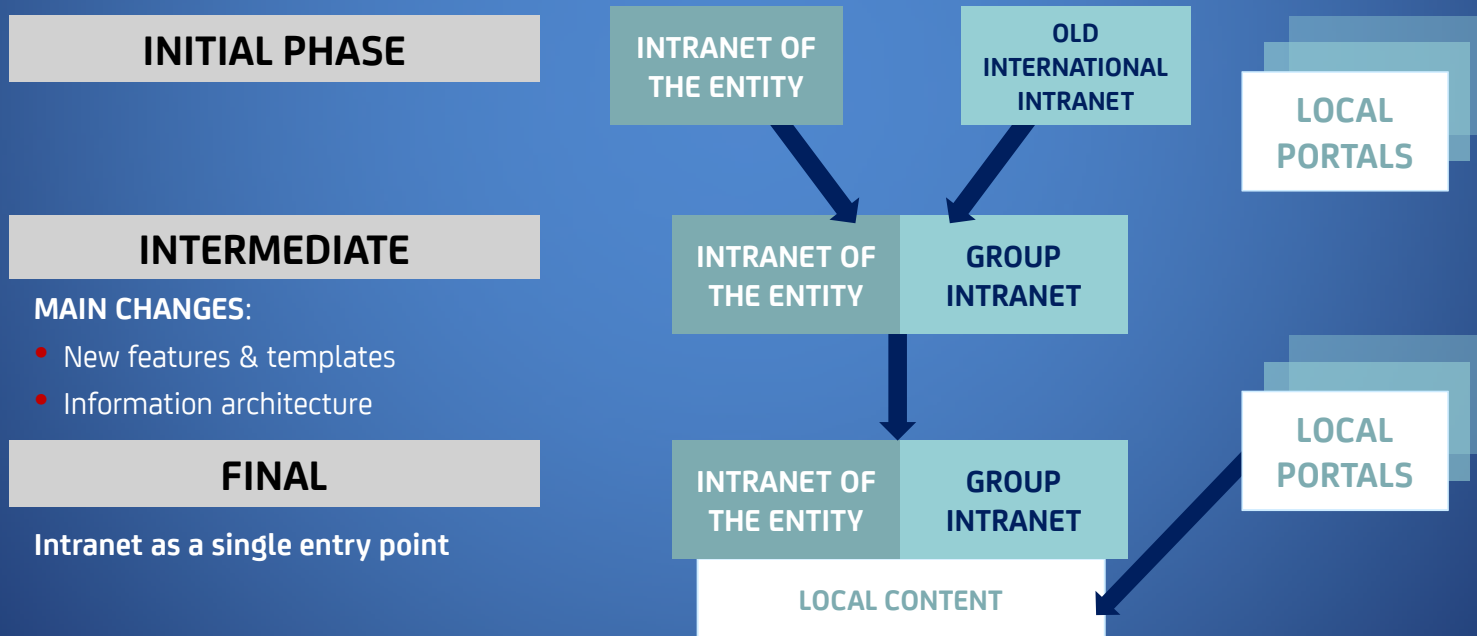 INITIAL PHASE
INTRANET OF
THE ENTITY
OLD
INTERNATIONAL
INTRANET
LOCAL
PORTALS
INTERMEDIATE
MAIN CHANGES:
• New features & templates
• Information architecture
INTRANET OF
THE ENTITY
GROUP
INTRANET
FINAL
Intranet as a single entry point
INTRANET OF
THE ENTITY
GROUP
INTRANET
LOCAL
PORTALS
LOCAL CONTENT